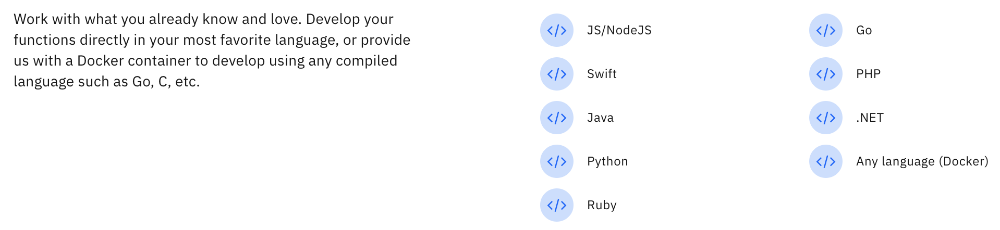 Work with what you already know and love. Develop your
functions directly in your most favorite language, or provide
us with a Docker container to develop using any compiled
language such as Go, C, etc.
</> JS/NodeJS
</> Swift
</> Java
</> Python
</> Ruby
</> Go
</> PHP
</> .NET
</> Any language (Docker)